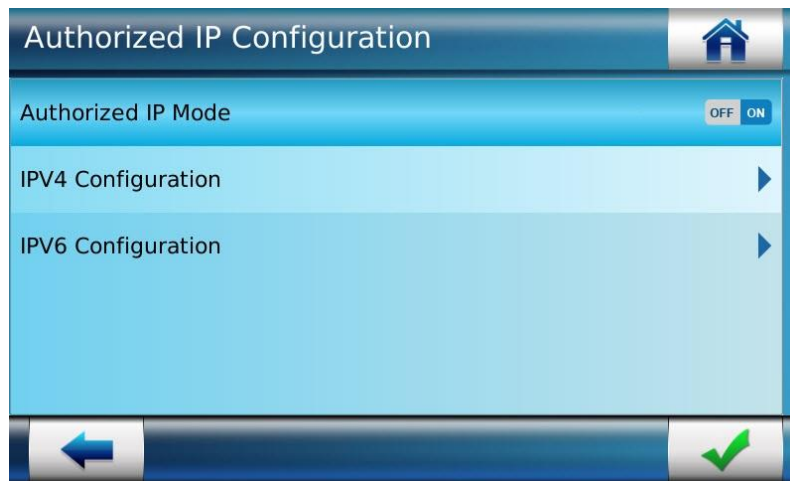 Authorized IP Configuration
Authorized IP Mode
OFF ON
IPV4 Configuration
IPV6 Configuration